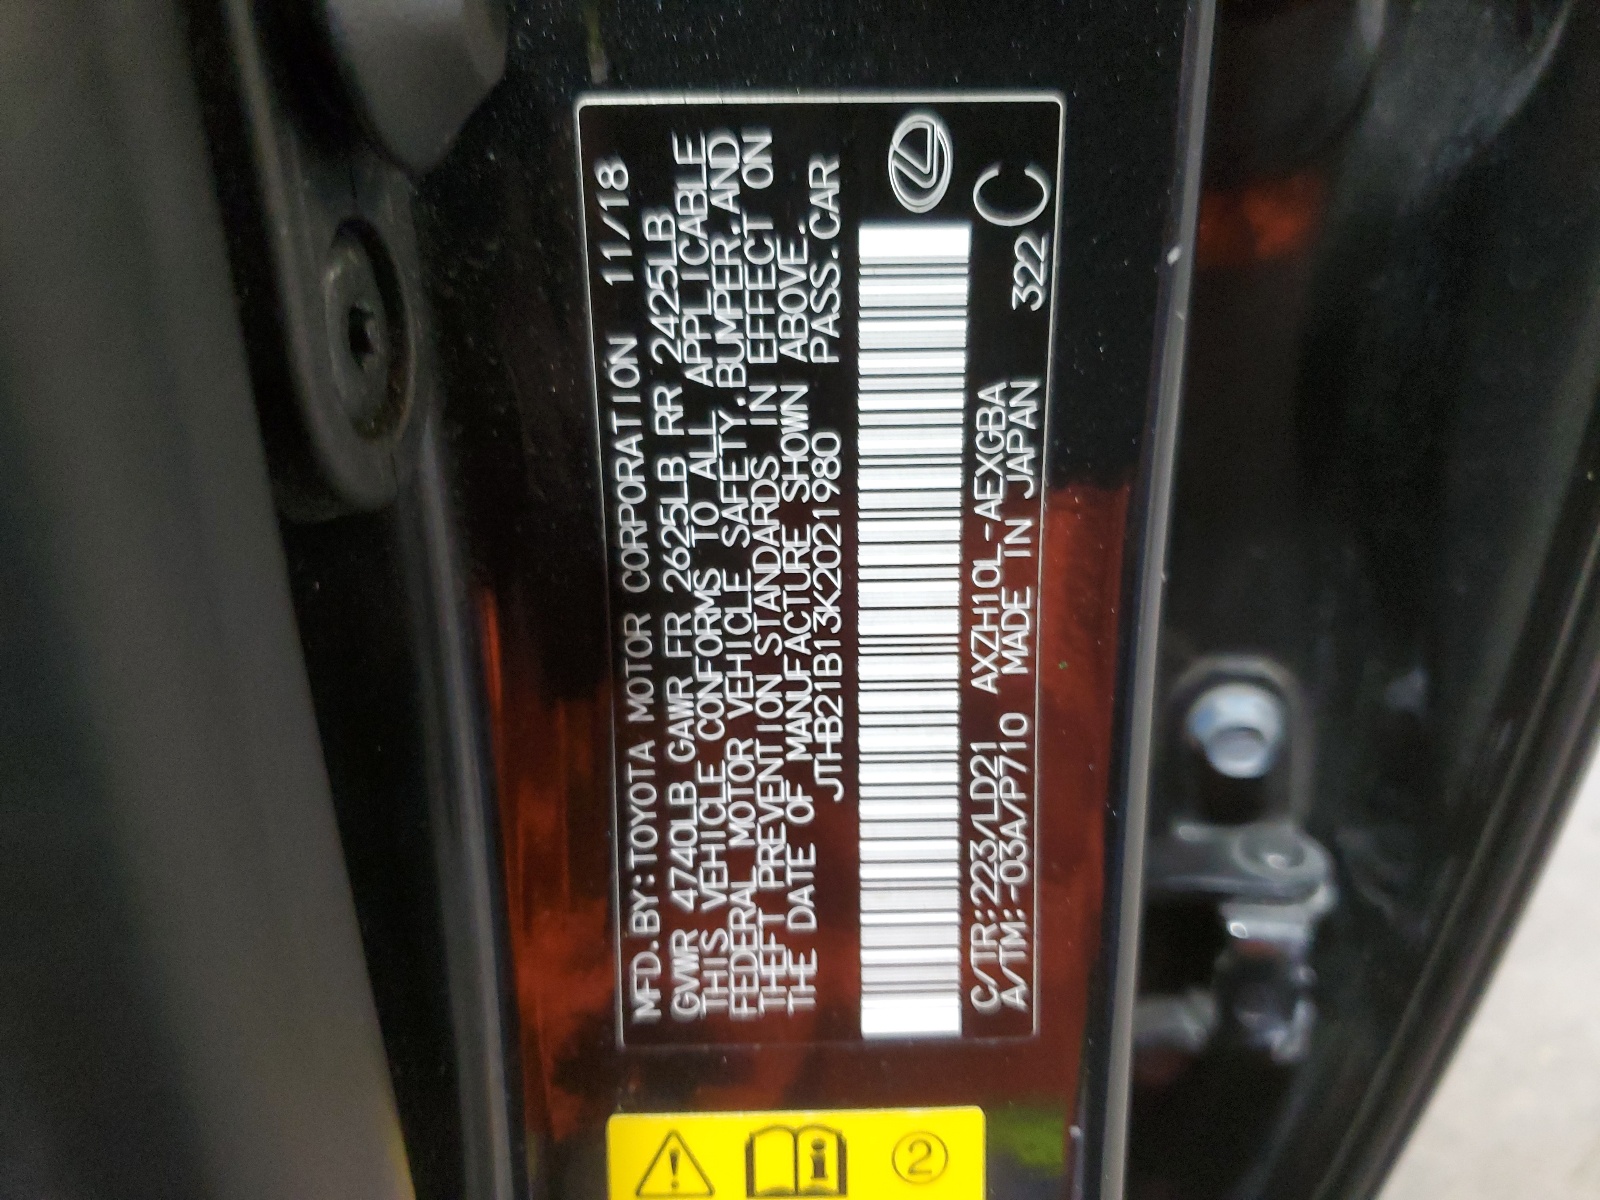 MFD.BY:TOYOTA MOTOR CORPORATION 11/18
GVWR 4740LB GAWR FR 2625LB RR 2425LB
THIS VEHICLE CONFORMS TO ALL APPLICABLE
FEDERAL MOTOR VEHICLE SAFETY,BUMPER,AND
THEFT PREVENTION STANDARDS IN EFFECT ON
THE DATE OF MANUFACTURE SHOWN ABOVE.
JTHB21B13K2021980 PASS.CAR
C/TR:223/LD21 AXZH10L-AEXGBA
A/TM:-03A/P710 MADE IN JAPAN 322 C
2